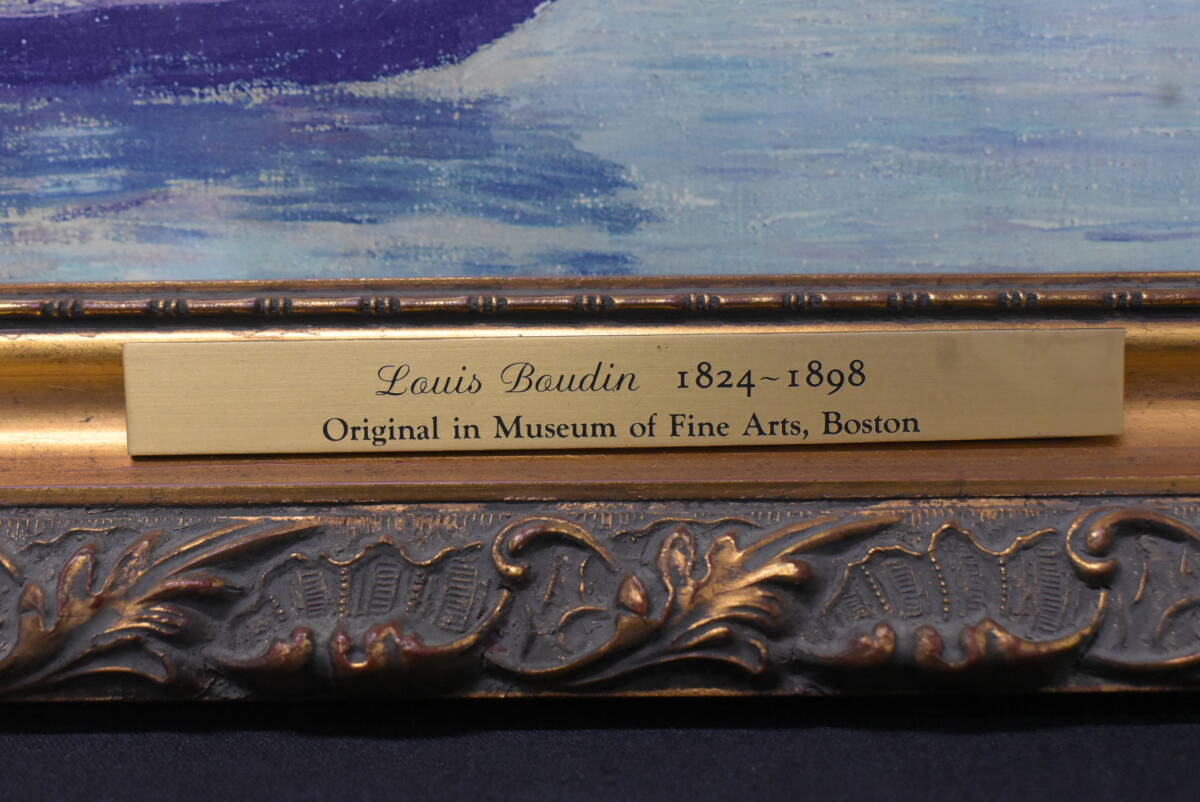 Louis Boudin 1824~1898
Original in Museum of Fine Arts, Boston